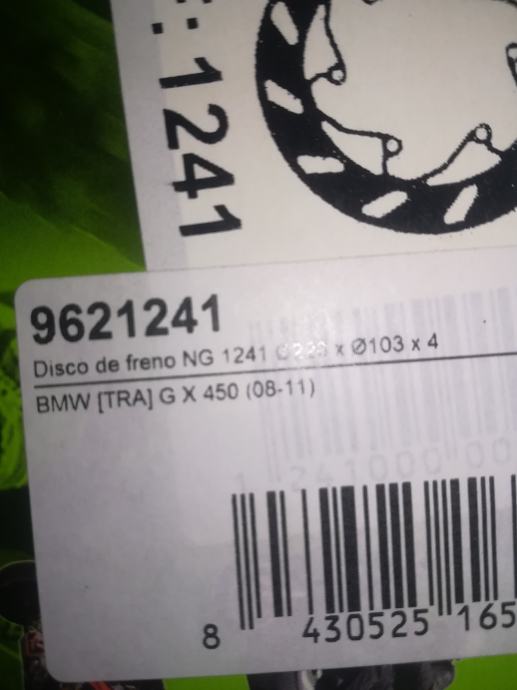 : 1241
9621241
Disco de freno NG 1241 x Ø103 x 4
BMW [TRA] G X 450 (08-11)
8 430525 165